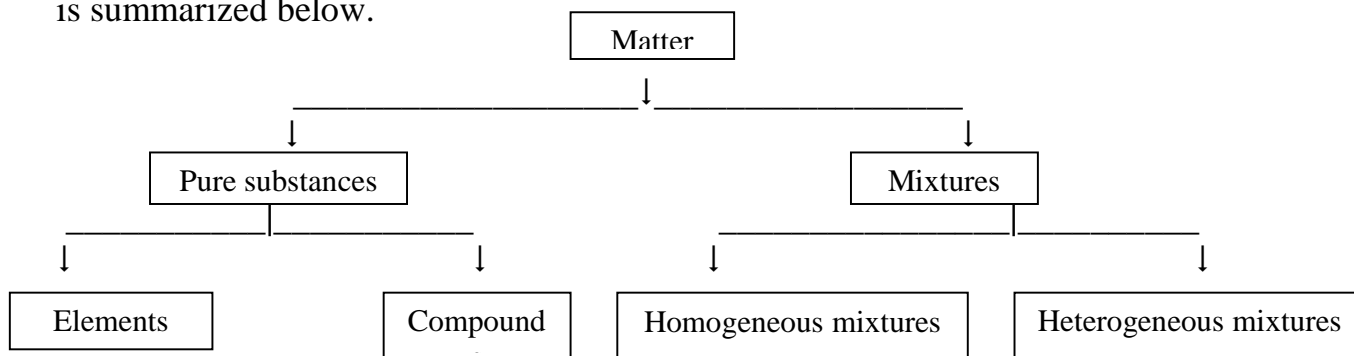 is summarized below.
Matter
Pure substances Mixtures
Elements Compound Homogeneous mixtures Heterogeneous mixtures